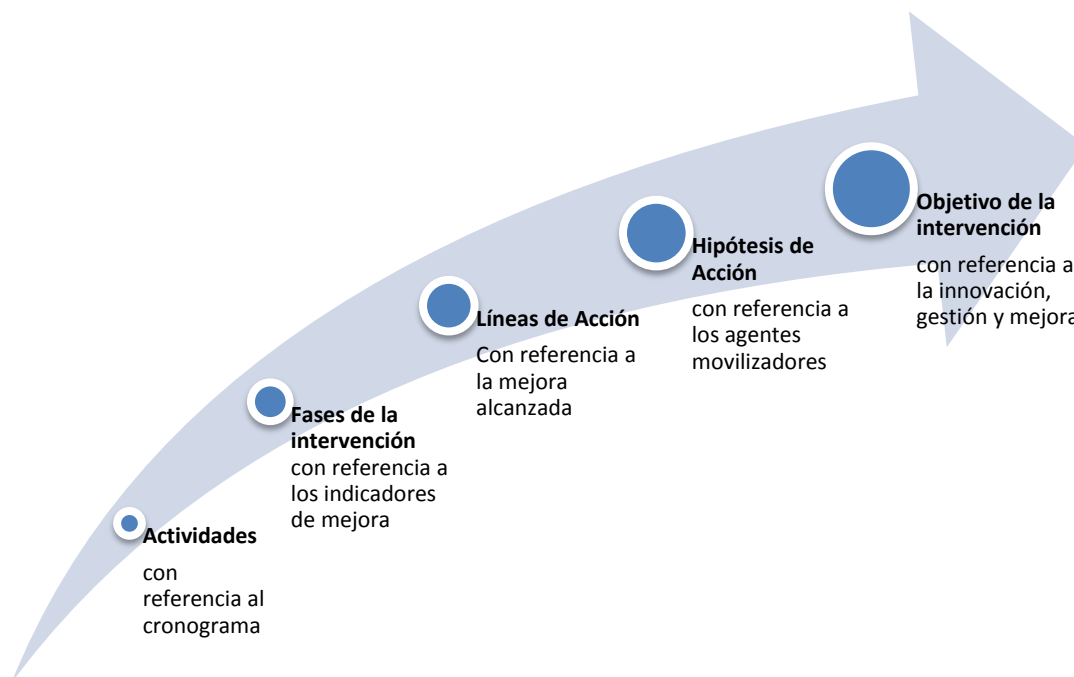 Actividades
con
referencia al
cronograma
Fases de la
intervención
con referencia a
los indicadores
de mejora
Líneas de Acción
Con referencia a
la mejora
alcanzada
Hipótesis de
Acción
con referencia a
los agentes
movilizadores
Objetivo de la
intervención
con referencia a
la innovación,
gestión y mejora